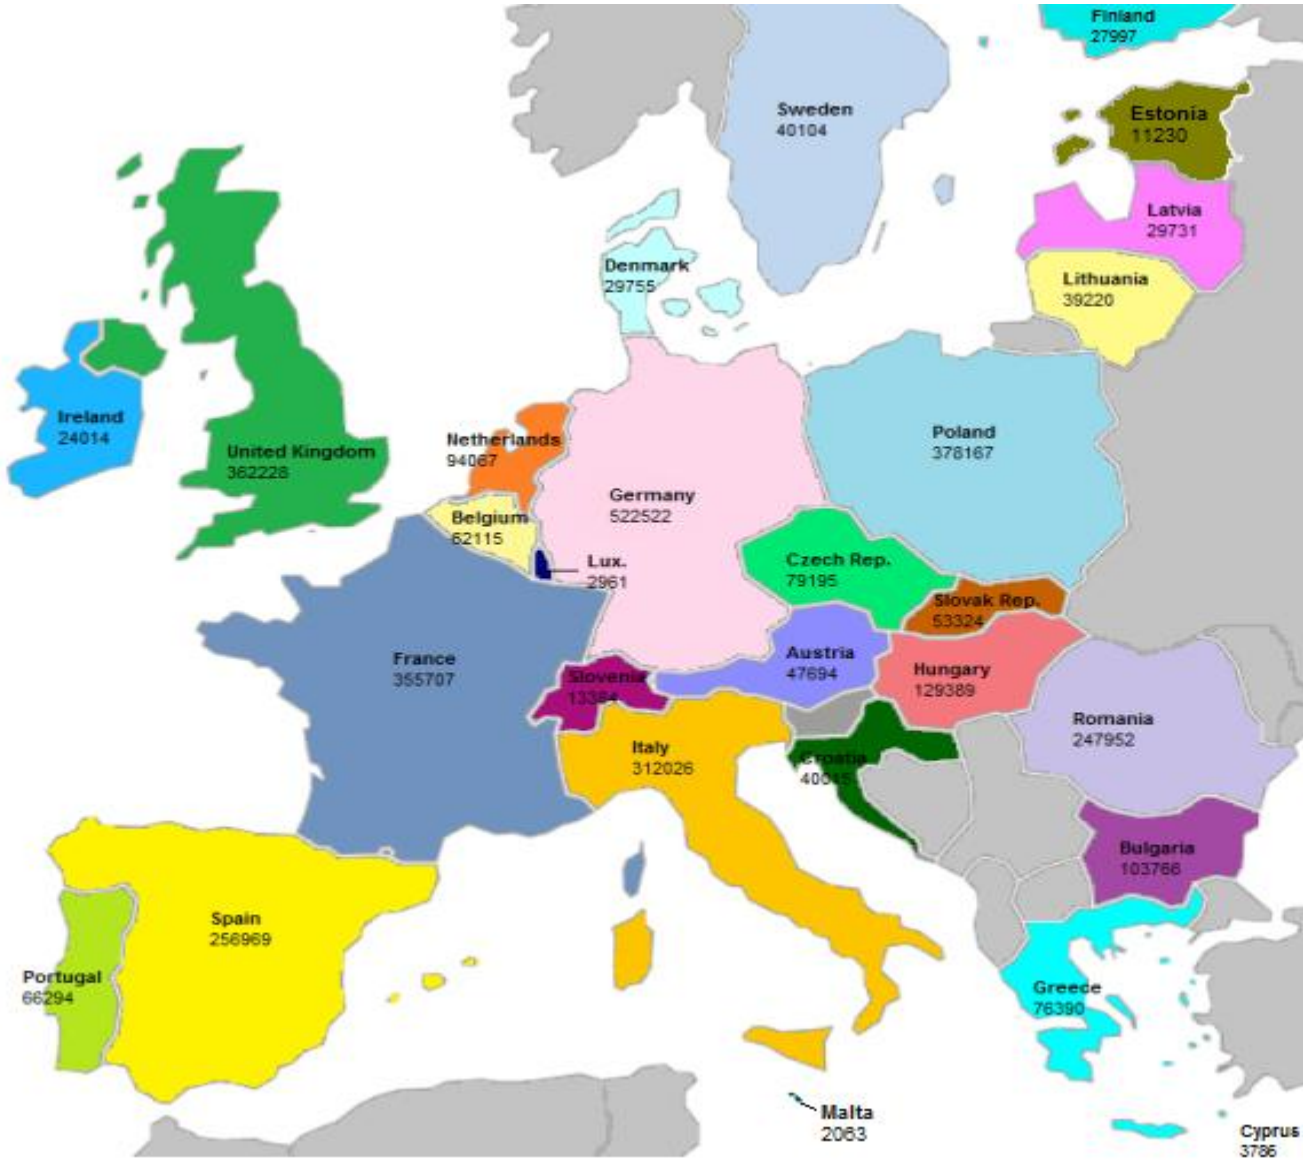 Finland
27997
Sweden
40104
Estonia
11230
Latvia
29731
Denmark
29755
Lithuania
39220
Ireland
24014
United Kingdom
362228
Netherlands
94067
Poland
378167
Germany
522522
Belgium
62115
Lux.
2961
Czech Rep.
79195
Slovak Rep.
53324
Austria
47694
France
355707
Slovenia
13384
Hungary
129389
Romania
247952
Italy
312026
Croatia
Bulgaria
103766
Spain
256969
Portugal
66294
Greece
76390
Malta
2063
Cyprus
3786